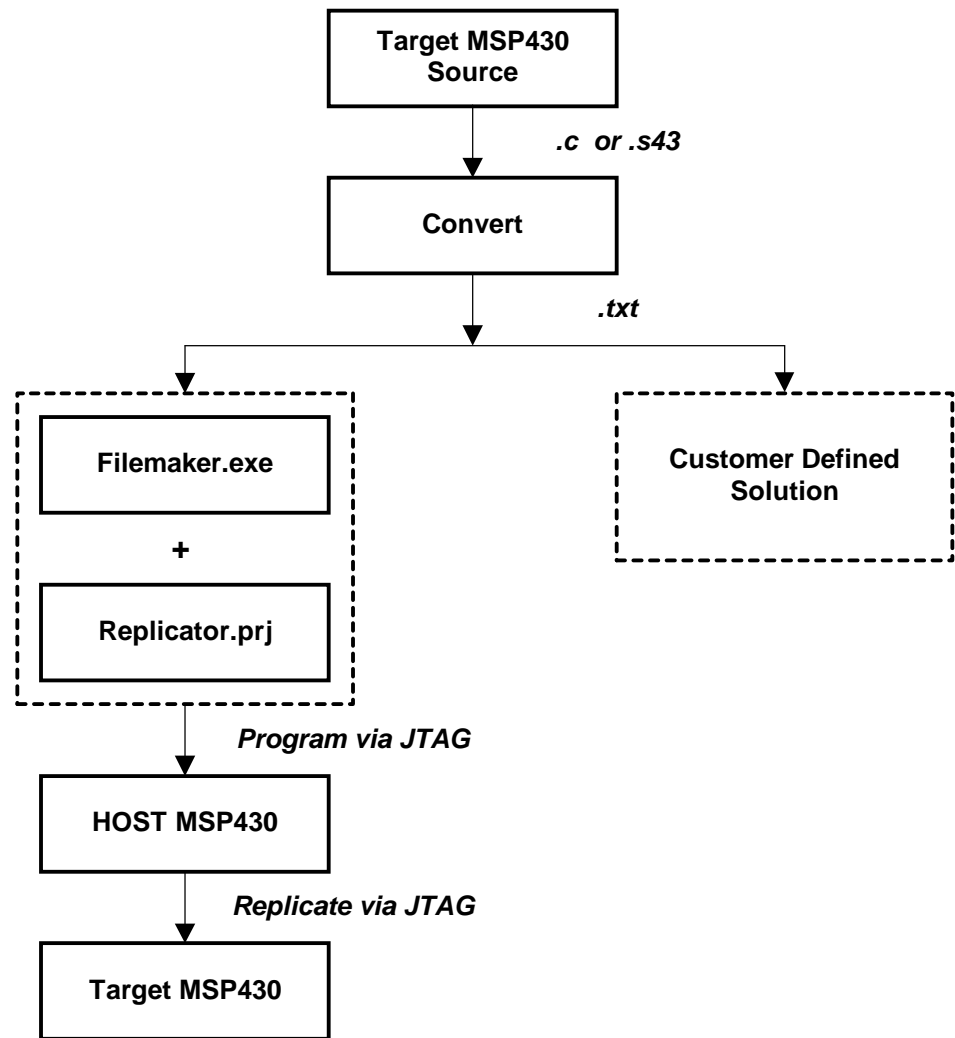 Target MSP430
Source
.c or .s43
Convert
.txt
Filemaker.exe
+
Replicator.prj
Customer Defined
Solution
Program via JTAG
HOST MSP430
Replicate via JTAG
Target MSP430